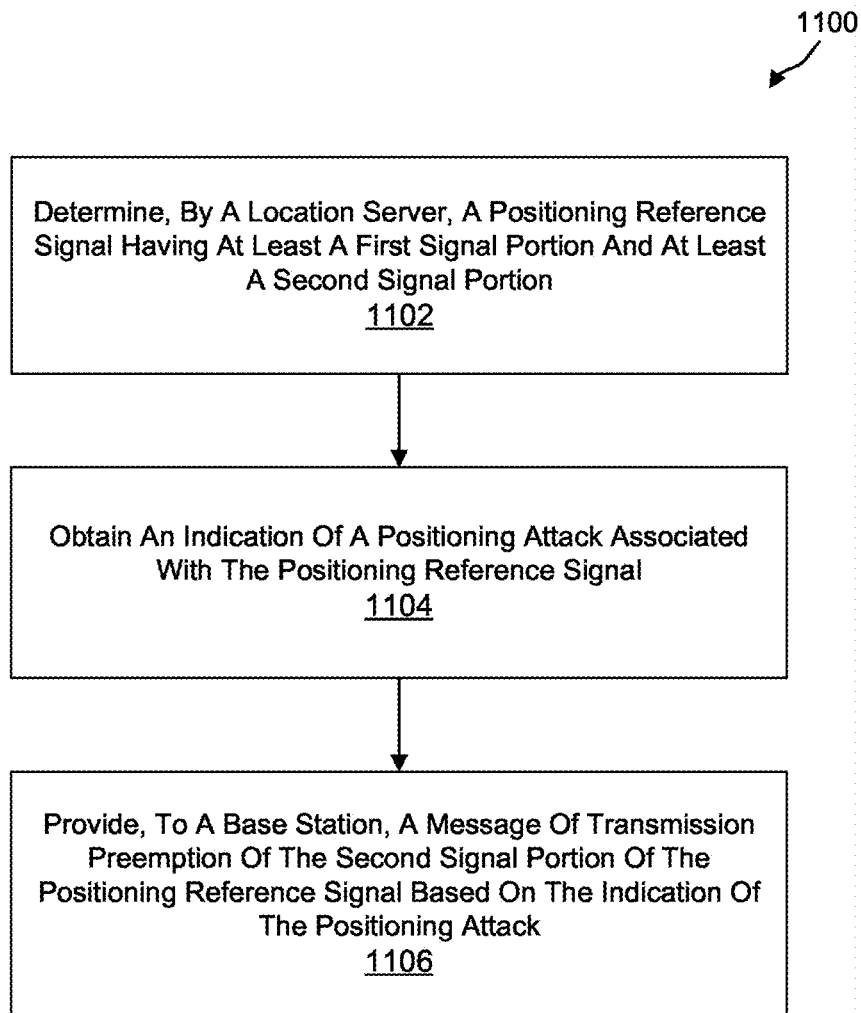 1100
Determine, By A Location Server, A Positioning Reference
Signal Having At Least A First Signal Portion And At Least
A Second Signal Portion
1102
Obtain An Indication Of A Positioning Attack Associated
With The Positioning Reference Signal
1104
Provide, To A Base Station, A Message Of Transmission
Preemption Of The Second Signal Portion Of The
Positioning Reference Signal Based On The Indication Of
The Positioning Attack
1106